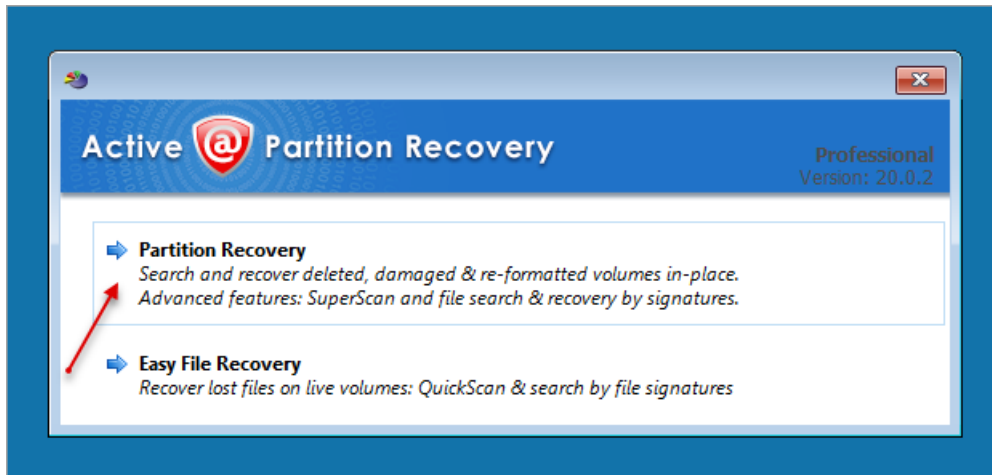 Active @ Partition Recovery
Professional
Version: 20.0.2
Partition Recovery
Search and recover deleted, damaged & re-formatted volumes in-place.
Advanced features: SuperScan and file search & recovery by signatures.
Easy File Recovery
Recover lost files on live volumes: QuickScan & search by file signatures